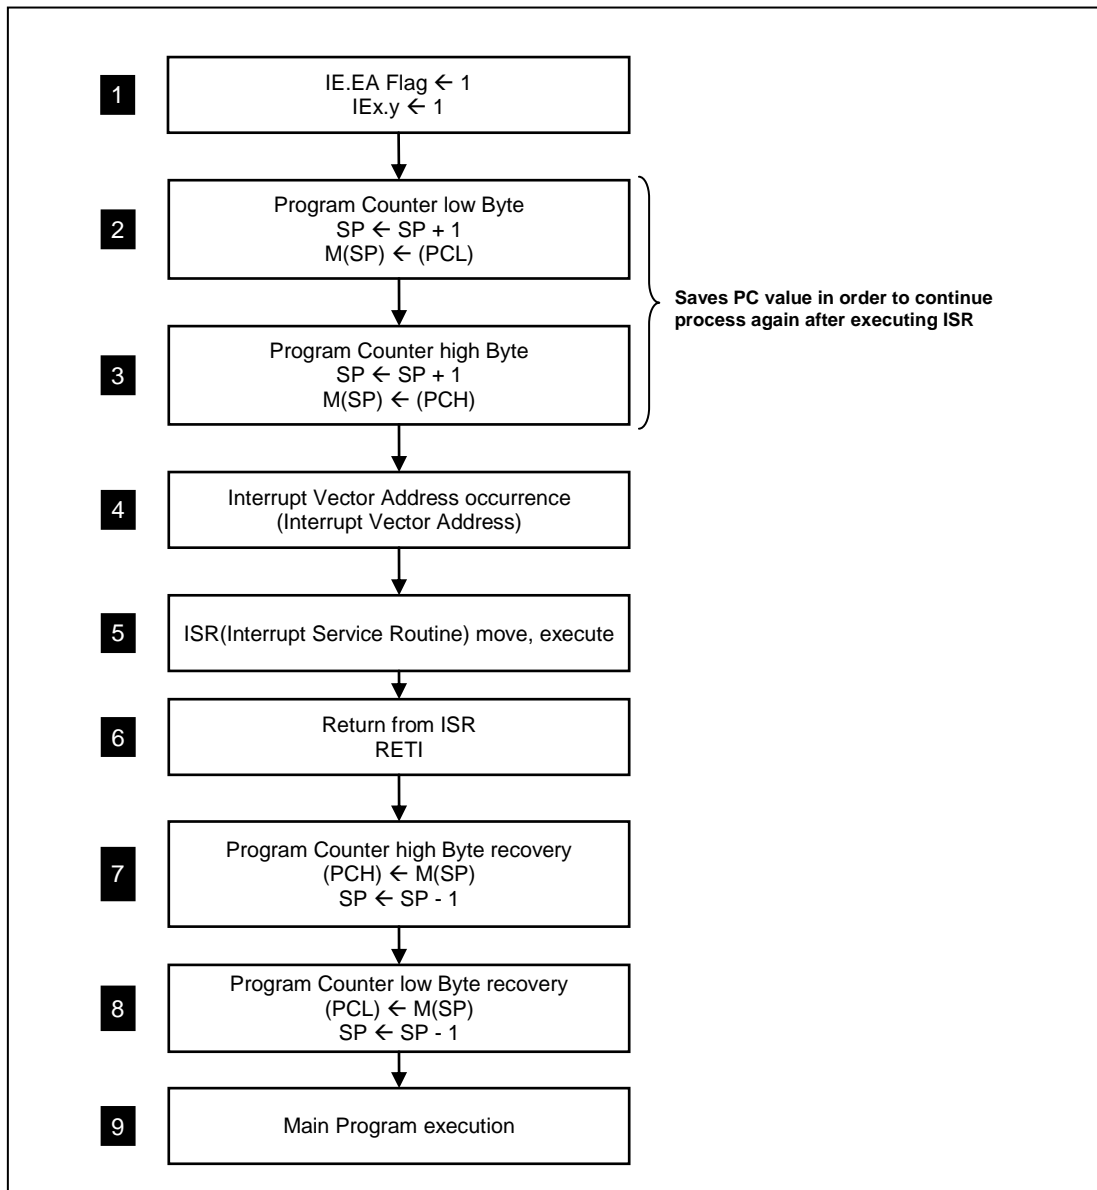 1
IE.EA Flag ← 1
IEx.y ← 1
2
Program Counter low Byte
SP ← SP + 1
M(SP) ← (PCL)
3
Program Counter high Byte
SP ← SP + 1
M(SP) ← (PCH)
Saves PC value in order to continue
process again after executing ISR
4
Interrupt Vector Address occurrence
(Interrupt Vector Address)
5
ISR(Interrupt Service Routine) move, execute
6
Return from ISR
RETI
7
Program Counter high Byte recovery
(PCH) ← M(SP)
SP ← SP - 1
8
Program Counter low Byte recovery
(PCL) ← M(SP)
SP ← SP - 1
9
Main Program execution